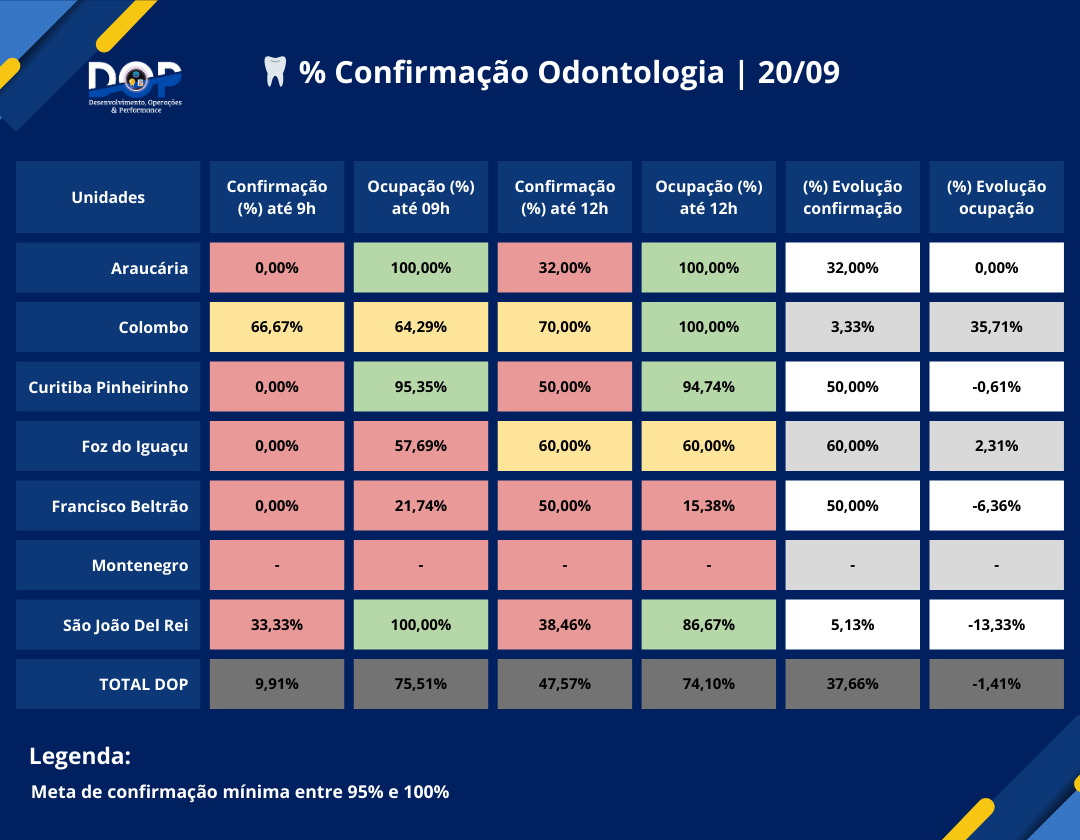 DOP
Desenvolvimento, Operações
& Performance
% Confirmação Odontologia | 20/09
Unidades
Confirmação
(%) até 9h
Ocupação (%)
até 09h
Confirmação
(%) até 12h
Ocupação (%)
até 12h
(%) Evolução
confirmação
(%) Evolução
ocupação
Araucária 0,00% 100,00% 32,00% 100,00% 32,00% 0,00%
Colombo 66,67% 64,29% 70,00% 100,00% 3,33% 35,71%
Curitiba Pinheirinho 0,00% 95,35% 50,00% 94,74% 50,00% -0,61%
Foz do Iguaçu 0,00% 57,69% 60,00% 60,00% 60,00% 2,31%
Francisco Beltrão 0,00% 21,74% 50,00% 15,38% 50,00% -6,36%
Montenegro - - - - - -
São João Del Rei 33,33% 100,00% 38,46% 86,67% 5,13% -13,33%
TOTAL DOP 9,91% 75,51% 47,57% 74,10% 37,66% -1,41%
Legenda:
Meta de confirmação mínima entre 95% e 100%